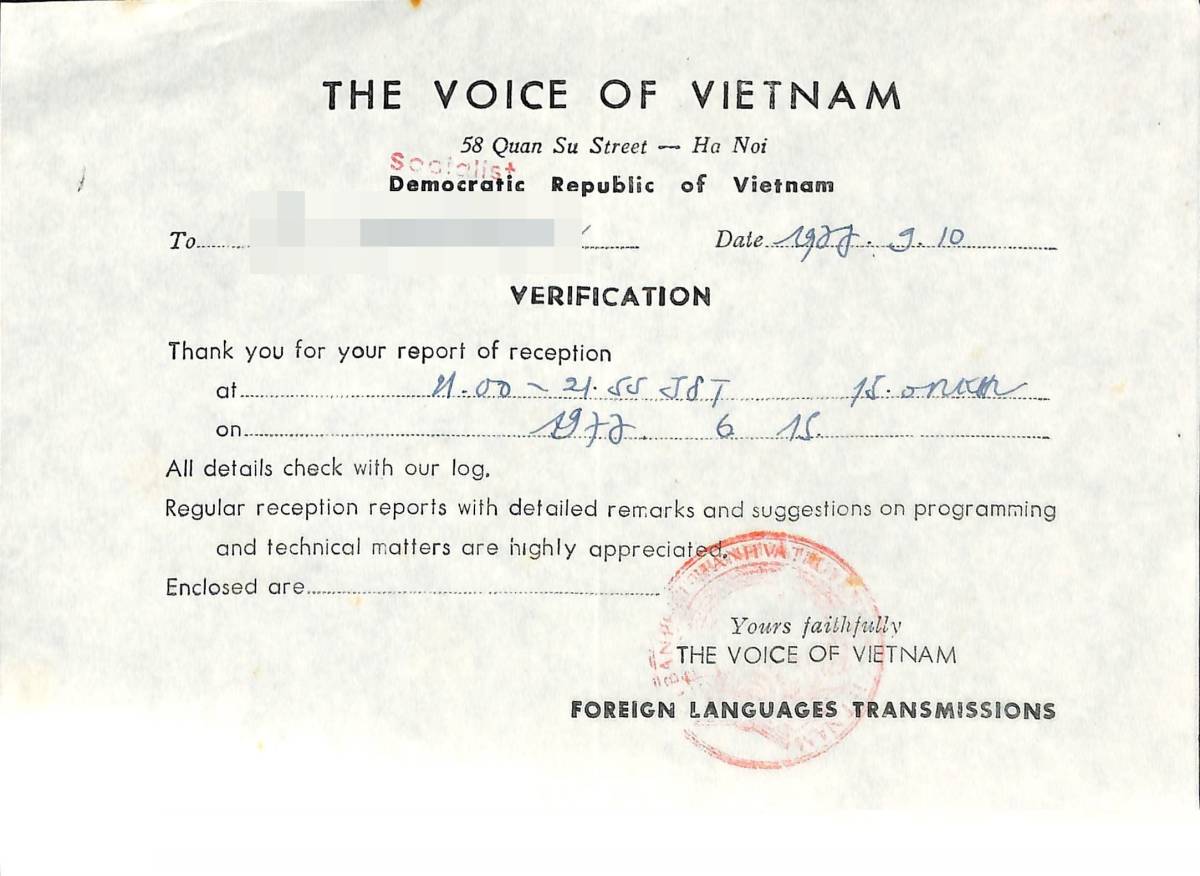 THE VOICE OF VIETNAM
58 Quan Su Street — Ha Noi
Socialist
Democratic Republic of Vietnam
To
Date 1977. 9. 10
VERIFICATION
Thank you for your report of reception
at 21.00 ~ 21.55 JST 15.
on 1977. 6 15.
All details check with our log.
Regular reception reports with detailed remarks and suggestions on programming
and technical matters are highly appreciated.
Enclosed are
Yours faithfully
THE VOICE OF VIETNAM
FOREIGN LANGUAGES TRANSMISSIONS